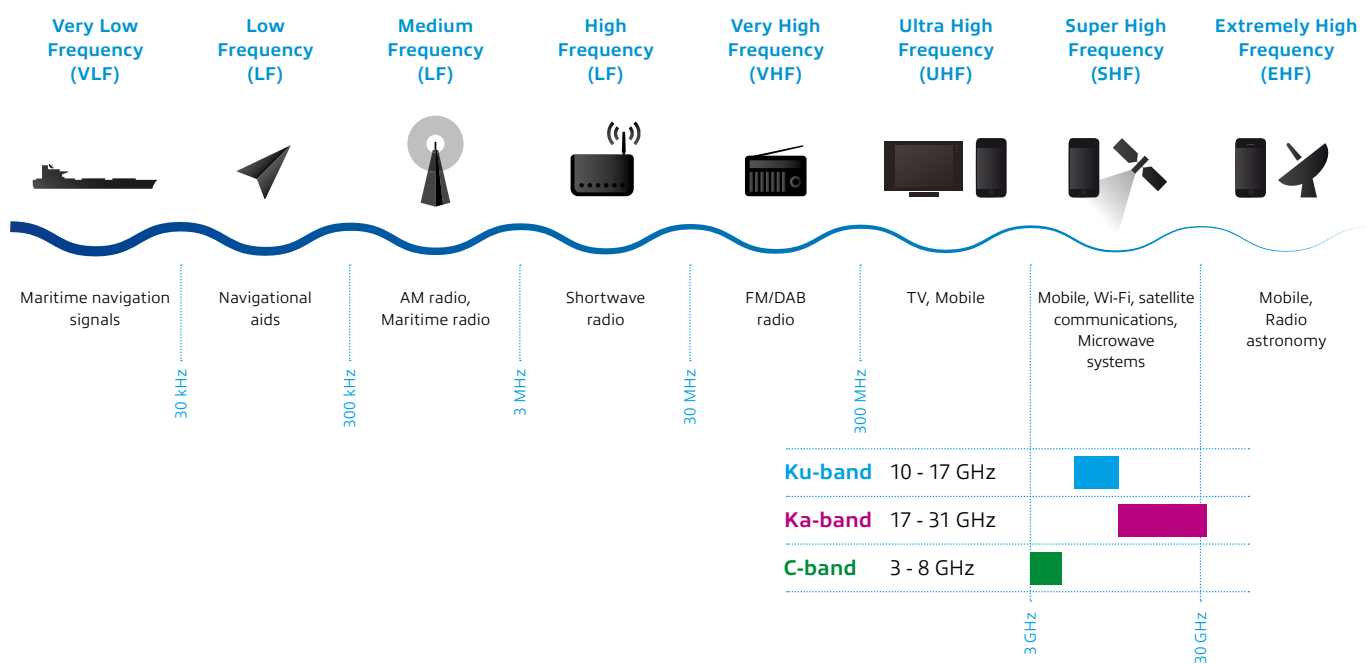 Very Low
Frequency
(VLF)
Low
Frequency
(LF)
Medium
Frequency
(LF)
High
Frequency
(LF)
Very High
Frequency
(VHF)
Ultra High
Frequency
(UHF)
Super High
Frequency
(SHF)
Extremely High
Frequency
(EHF)
Maritime navigation
signals
Navigational
aids
AM radio,
Maritime radio
Shortwave
radio
FM/DAB
radio
TV, Mobile
Mobile, Wi-Fi, satellite
communications,
Microwave
systems
Mobile,
Radio
astronomy
30 kHz
300 kHz
3 MHz
30 MHz
300 MHz
Ku-band 10 - 17 GHz
Ka-band 17 - 31 GHz
C-band 3 - 8 GHz
3 GHz
30 GHz